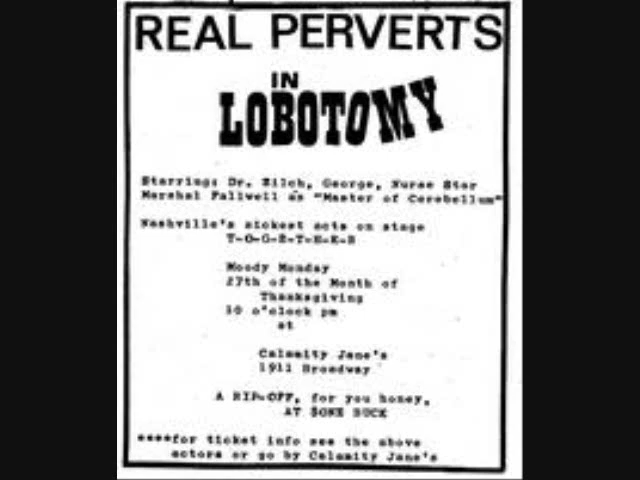 REAL PERVERTS
IN
LOBOTOMY
Starring: Dr. Zilch, George, Nurse Star
Marshal Fallwell as "Master of Cerebellum"
Nashville's sickest acts on stage
T-O-G-E-T-H-E-R
Moody Monday
27th of the Month of
Thanksgiving
10 o'clock pm
at
Calamity Jane's
1911 Broadway
A RIP-OFF, for you honey,
AT $ONE BUCK
****for ticket info see the above
actors or go by Calamity Jane's